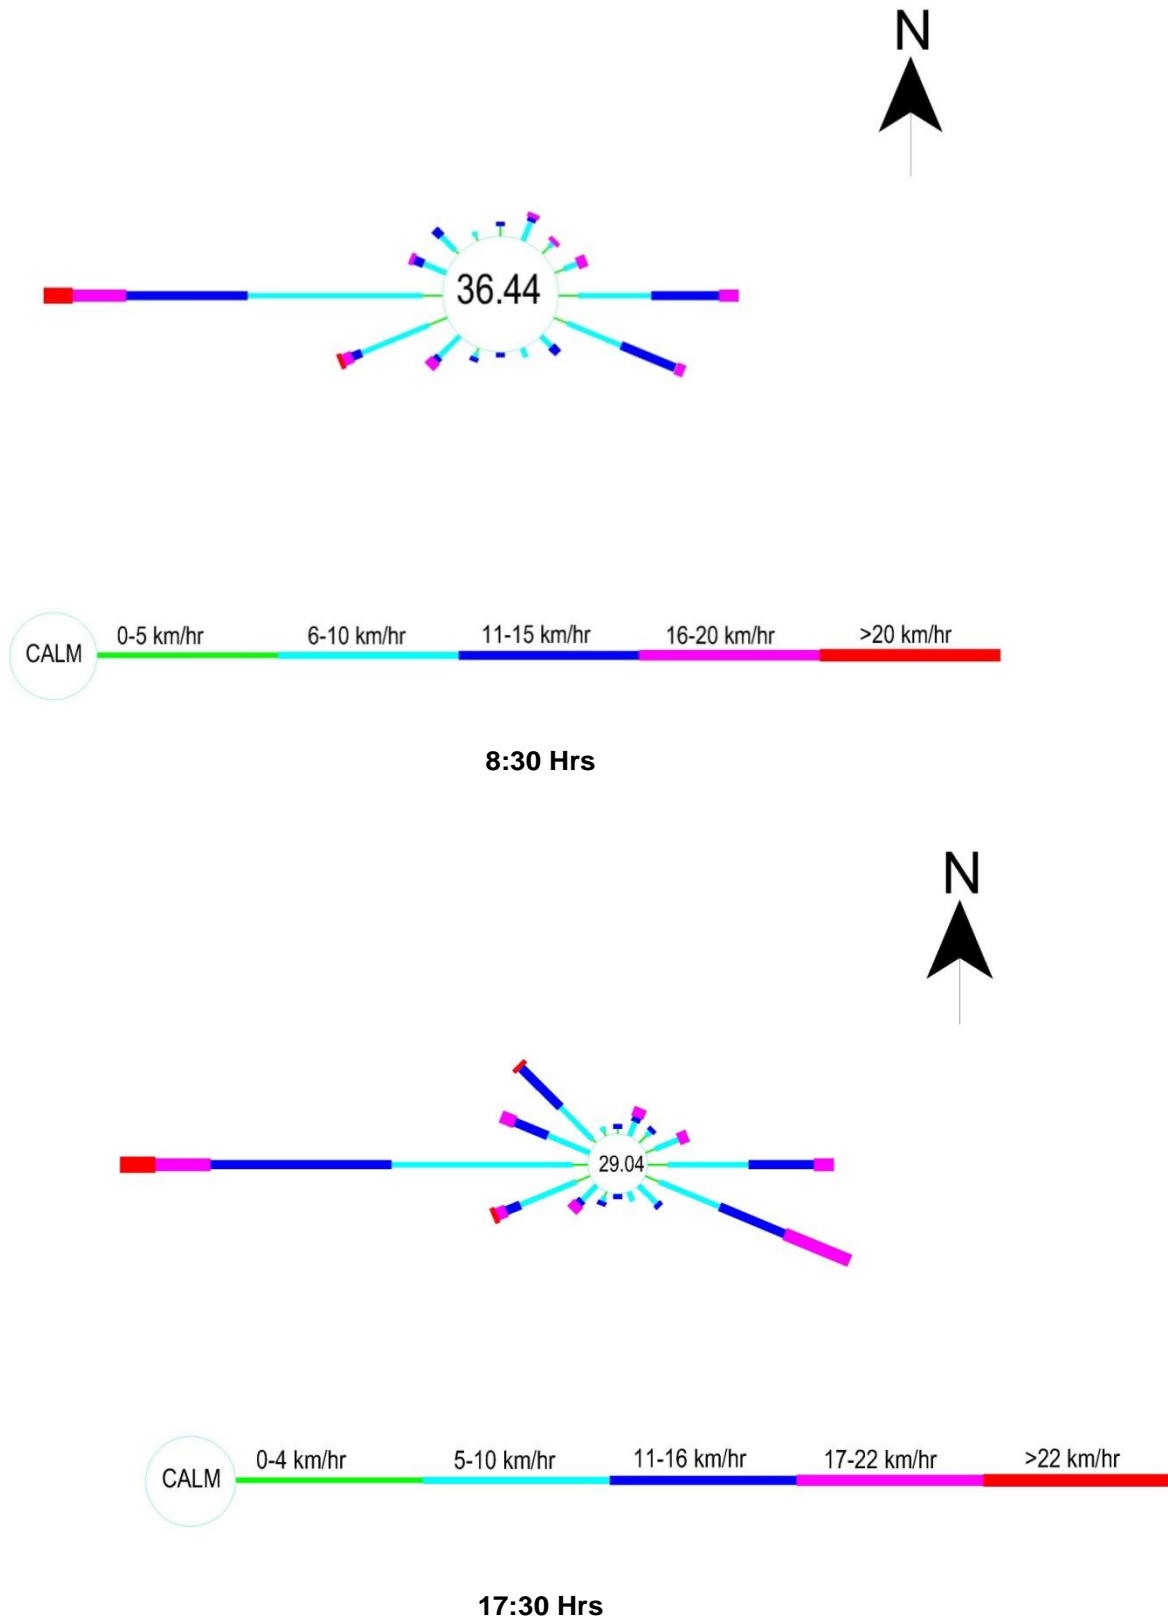 N
36.44
CALM 0-5 km/hr 6-10 km/hr 11-15 km/hr 16-20 km/hr >20 km/hr
8:30 Hrs
N
29.04
CALM 0-4 km/hr 5-10 km/hr 11-16 km/hr 17-22 km/hr >22 km/hr
17:30 Hrs